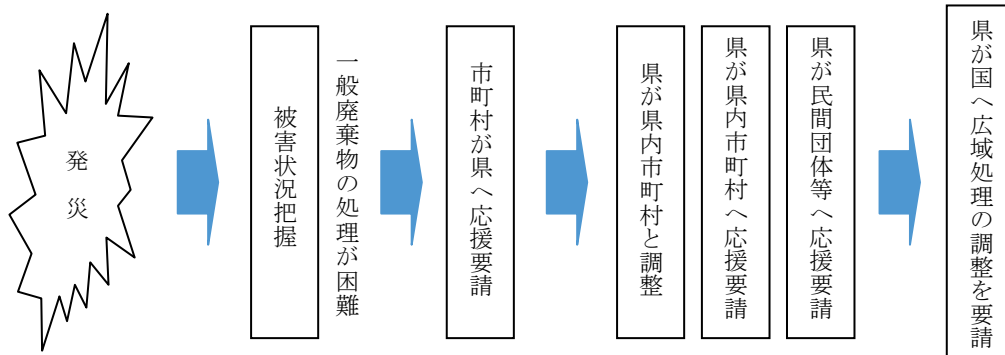 発災
被害状況把握
一般廃棄物の処理が困難
市町村が県へ応援要請
県が県内市町村と調整
県が県内市町村へ応援要請
県が民間団体等へ応援要請
県が国へ広域処理の調整を要請